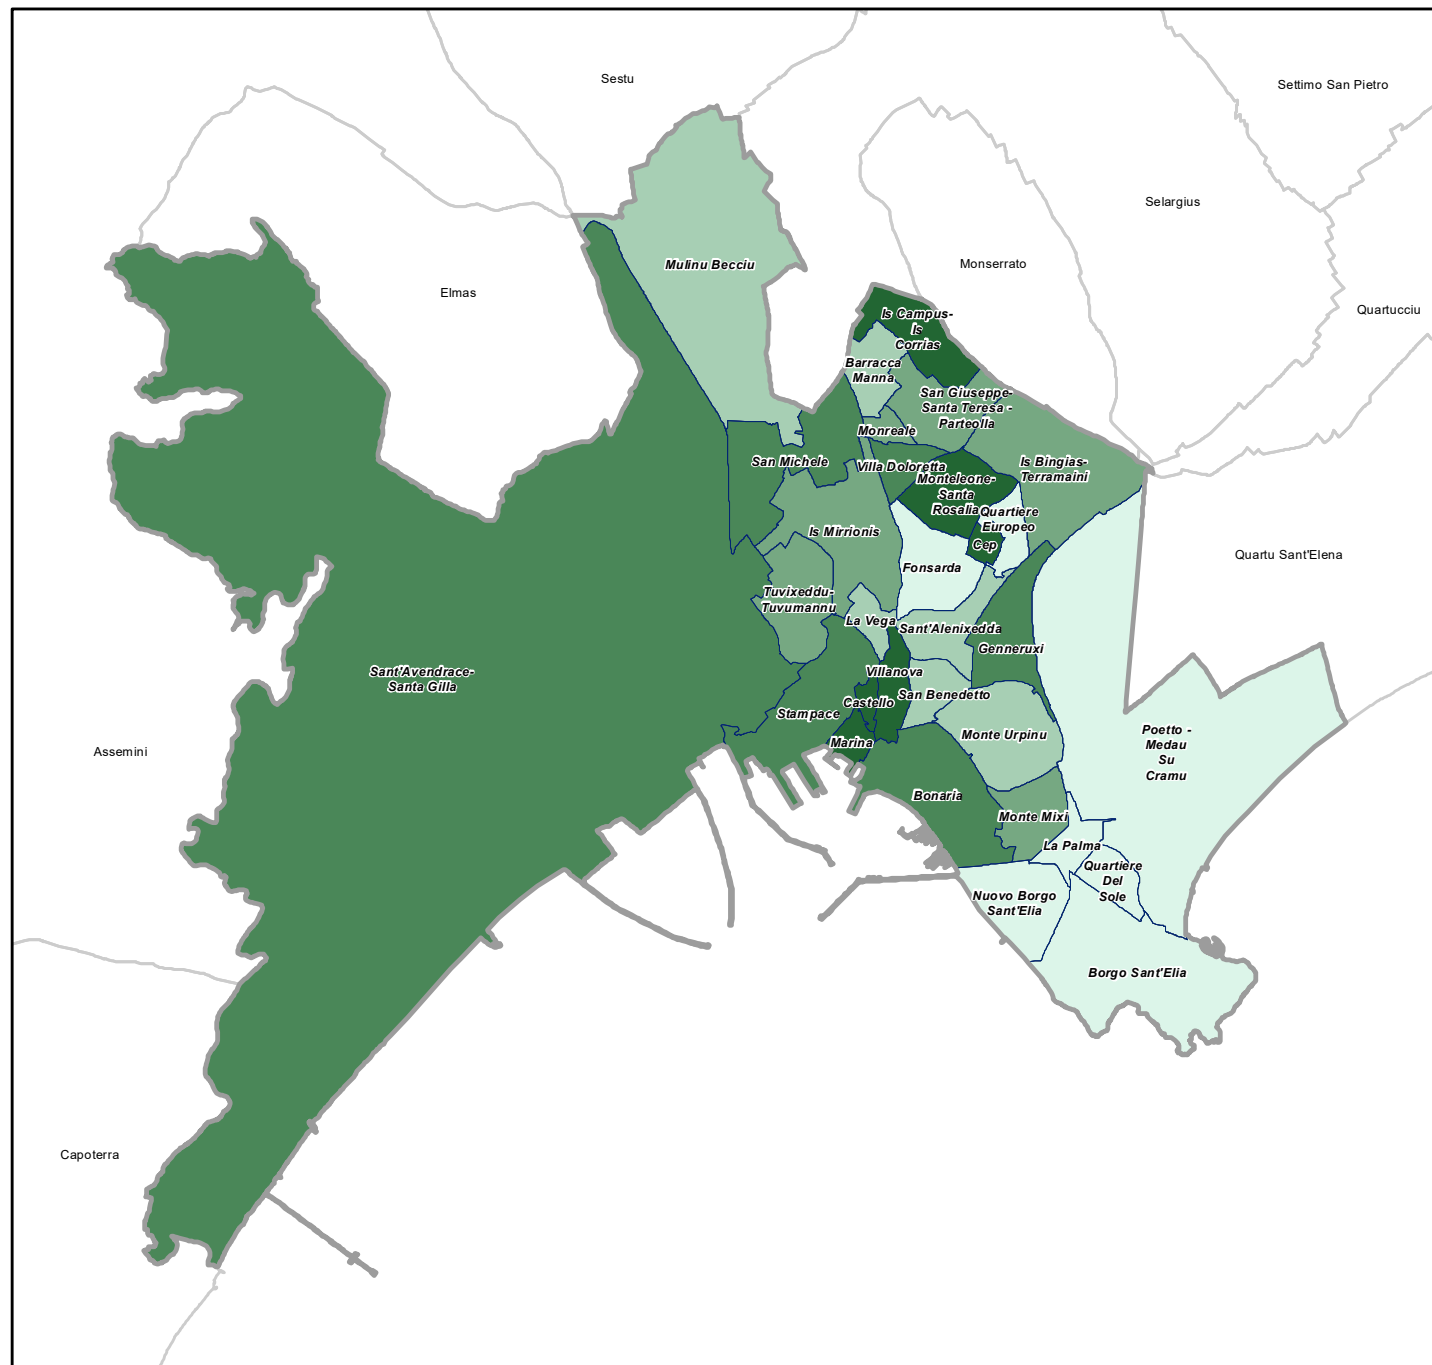 Sestu
Settimo San Pietro
Selargius
Monserrato
Mulinu Becciu
Elmas
Quartucciu
Is Campus-
Is
Corrias
Barracca
Manna
San Giuseppe-
Santa Teresa -
Parteolla
Monreale
San Michele
Villa Doloretta
Is Bingias-
Terramaini
Monteleone-
Santa
Rosalia
Quartiere
Europeo
Is Mirrionis
Cep
Quartu Sant'Elena
Fonsarda
Tuvixeddu-
Tuvumannu
La Vega
Sant'Alenixedda
Genneruxi
Sant'Avendrace-
Santa Gilla
Villanova
San Benedetto
Castello
Stampace
Marina
Monte Urpinu
Poetto -
Medau
Su
Cramu
Assemini
Bonaria
Monte Mixi
La Palma
Quartiere
Del
Sole
Nuovo Borgo
Sant'Elia
Borgo Sant'Elia
Capoterra